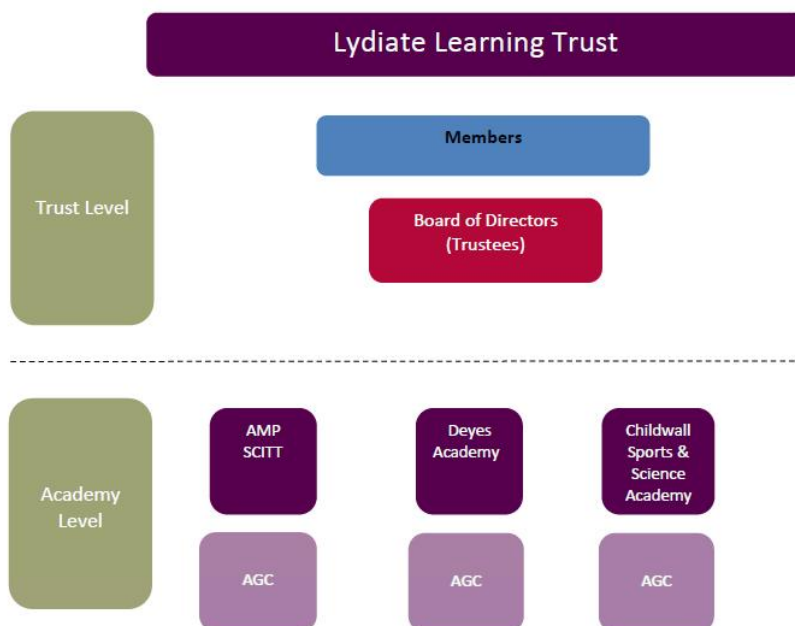 Lydiate Learning Trust
Trust Level
Members
Board of Directors
(Trustees)
Academy
Level
AMP
SCITT
Deyes
Academy
Childwall
Sports &
Science
Academy
AGC
AGC
AGC